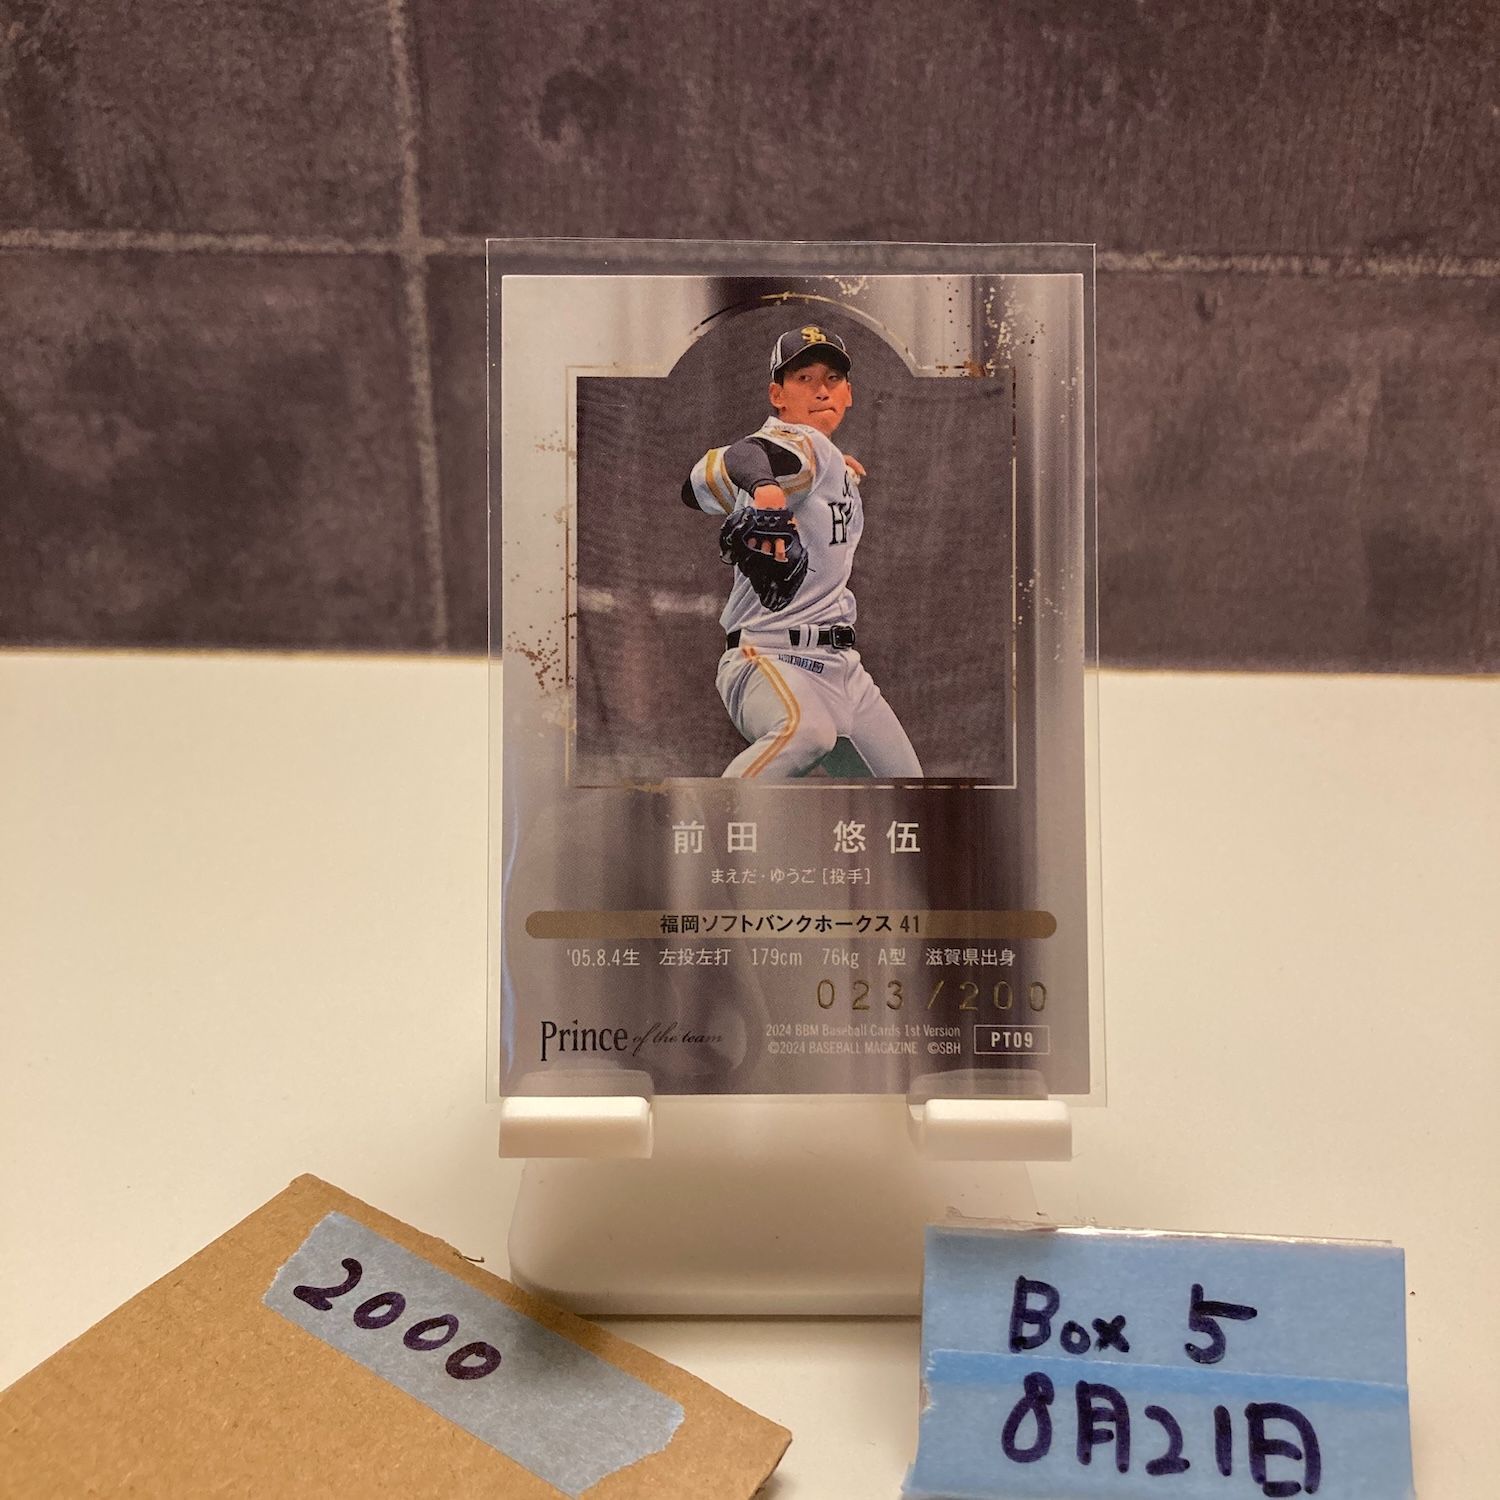 前田 悠伍
まえだ・ゆうご [投手]
福岡ソフトバンクホークス 41
'05.8.4生 左投左打 179cm 76kg A型 滋賀県出身
023/200
Prince of the team
2024 BBM Baseball Cards 1st Version
©2024 BASEBALL MAGAZINE ©SBH
PT09
2000
Box 5
8月21日